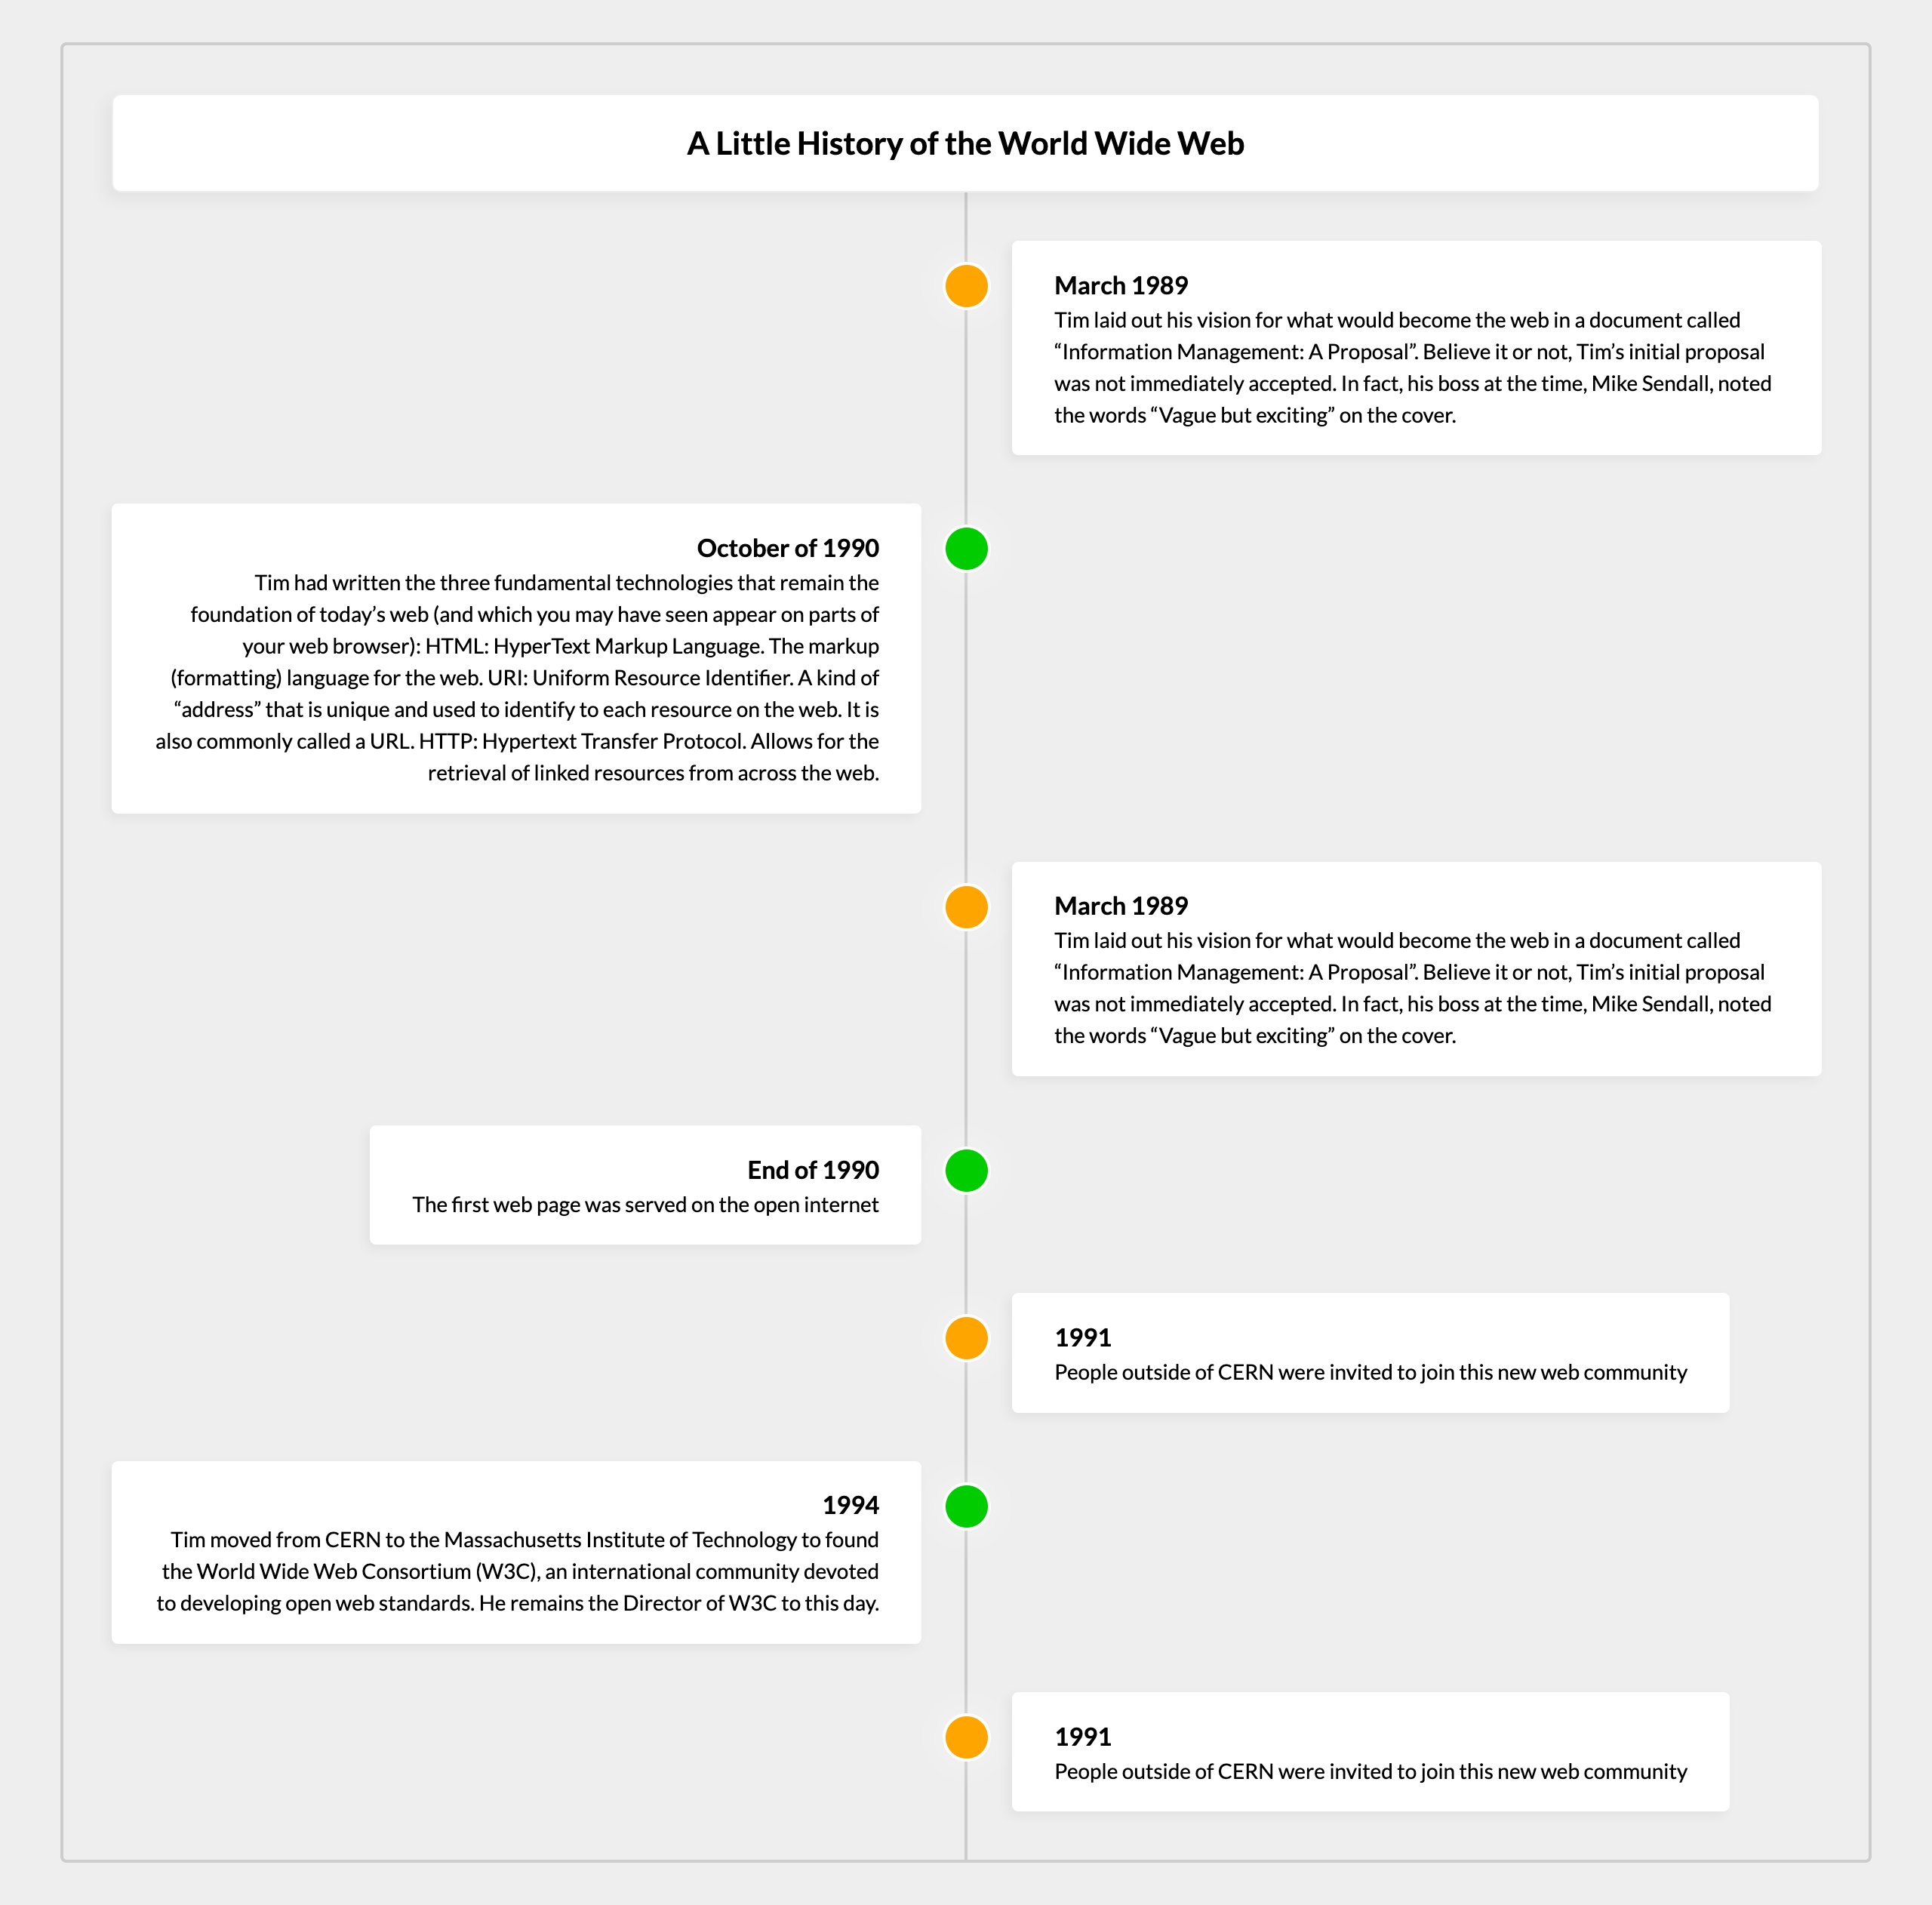 A Little History of the World Wide Web
March 1989
Tim laid out his vision for what would become the web in a document called
“Information Management: A Proposal”. Believe it or not, Tim’s initial proposal
was not immediately accepted. In fact, his boss at the time, Mike Sendall, noted
the words “Vague but exciting” on the cover.
October of 1990
Tim had written the three fundamental technologies that remain the
foundation of today’s web (and which you may have seen appear on parts of
your web browser): HTML: HyperText Markup Language. The markup
(formatting) language for the web. URI: Uniform Resource Identifier. A kind of
“address” that is unique and used to identify to each resource on the web. It is
also commonly called a URL. HTTP: Hypertext Transfer Protocol. Allows for the
retrieval of linked resources from across the web.
March 1989
Tim laid out his vision for what would become the web in a document called
“Information Management: A Proposal”. Believe it or not, Tim’s initial proposal
was not immediately accepted. In fact, his boss at the time, Mike Sendall, noted
the words “Vague but exciting” on the cover.
End of 1990
The first web page was served on the open internet
1991
People outside of CERN were invited to join this new web community
1994
Tim moved from CERN to the Massachusetts Institute of Technology to found
the World Wide Web Consortium (W3C), an international community devoted
to developing open web standards. He remains the Director of W3C to this day.
1991
People outside of CERN were invited to join this new web community